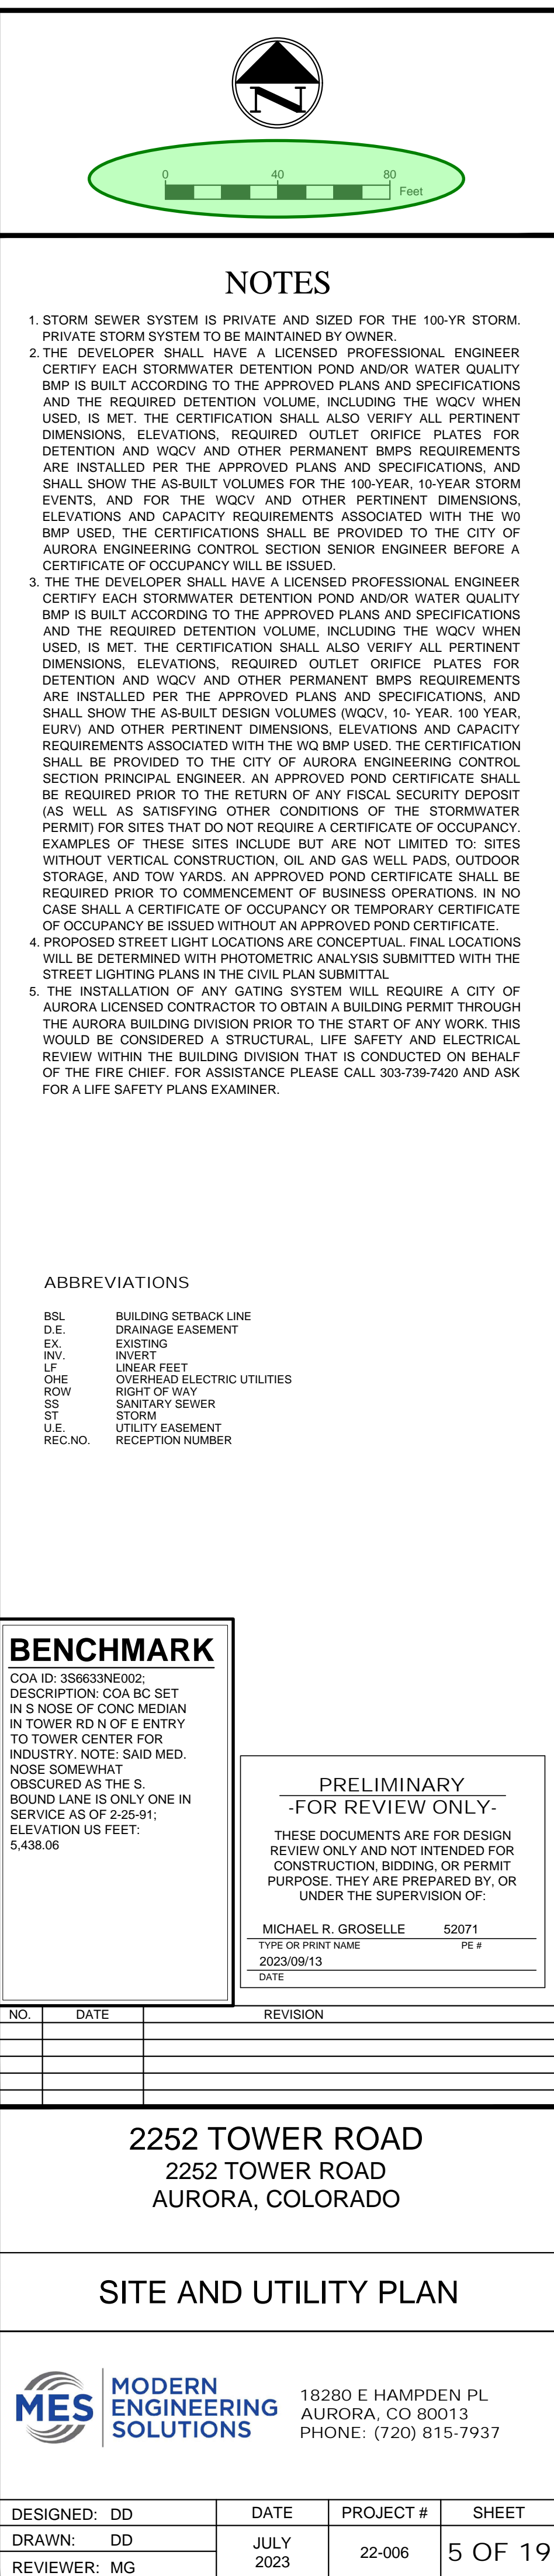 N
0 40 80
Feet
NOTES
1. STORM SEWER SYSTEM IS PRIVATE AND SIZED FOR THE 100-YR STORM.
PRIVATE STORM SYSTEM TO BE MAINTAINED BY OWNER.
2. THE DEVELOPER SHALL HAVE A LICENSED PROFESSIONAL ENGINEER
CERTIFY EACH STORMWATER DETENTION POND AND/OR WATER QUALITY
BMP IS BUILT ACCORDING TO THE APPROVED PLANS AND SPECIFICATIONS
AND THE REQUIRED DETENTION VOLUME, INCLUDING THE WQCV WHEN
USED, IS MET. THE CERTIFICATION SHALL ALSO VERIFY ALL PERTINENT
DIMENSIONS, ELEVATIONS, REQUIRED OUTLET ORIFICE PLATES FOR
DETENTION AND WQCV AND OTHER PERMANENT BMPS REQUIREMENTS
ARE INSTALLED PER THE APPROVED PLANS AND SPECIFICATIONS, AND
SHALL SHOW THE AS-BUILT VOLUMES FOR THE 100-YEAR, 10-YEAR STORM
EVENTS, AND FOR THE WQCV AND OTHER PERTINENT DIMENSIONS,
ELEVATIONS AND CAPACITY REQUIREMENTS ASSOCIATED WITH THE W0
BMP USED, THE CERTIFICATIONS SHALL BE PROVIDED TO THE CITY OF
AURORA ENGINEERING CONTROL SECTION SENIOR ENGINEER BEFORE A
CERTIFICATE OF OCCUPANCY WILL BE ISSUED.
3. THE THE DEVELOPER SHALL HAVE A LICENSED PROFESSIONAL ENGINEER
CERTIFY EACH STORMWATER DETENTION POND AND/OR WATER QUALITY
BMP IS BUILT ACCORDING TO THE APPROVED PLANS AND SPECIFICATIONS
AND THE REQUIRED DETENTION VOLUME, INCLUDING THE WQCV WHEN
USED, IS MET. THE CERTIFICATION SHALL ALSO VERIFY ALL PERTINENT
DIMENSIONS, ELEVATIONS, REQUIRED OUTLET ORIFICE PLATES FOR
DETENTION AND WQCV AND OTHER PERMANENT BMPS REQUIREMENTS
ARE INSTALLED PER THE APPROVED PLANS AND SPECIFICATIONS, AND
SHALL SHOW THE AS-BUILT DESIGN VOLUMES (WQCV, 10- YEAR. 100 YEAR,
EURV) AND OTHER PERTINENT DIMENSIONS, ELEVATIONS AND CAPACITY
REQUIREMENTS ASSOCIATED WITH THE WQ BMP USED. THE CERTIFICATION
SHALL BE PROVIDED TO THE CITY OF AURORA ENGINEERING CONTROL
SECTION PRINCIPAL ENGINEER. AN APPROVED POND CERTIFICATE SHALL
BE REQUIRED PRIOR TO THE RETURN OF ANY FISCAL SECURITY DEPOSIT
(AS WELL AS SATISFYING OTHER CONDITIONS OF THE STORMWATER
PERMIT) FOR SITES THAT DO NOT REQUIRE A CERTIFICATE OF OCCUPANCY.
EXAMPLES OF THESE SITES INCLUDE BUT ARE NOT LIMITED TO: SITES
WITHOUT VERTICAL CONSTRUCTION, OIL AND GAS WELL PADS, OUTDOOR
STORAGE, AND TOW YARDS. AN APPROVED POND CERTIFICATE SHALL BE
REQUIRED PRIOR TO COMMENCEMENT OF BUSINESS OPERATIONS. IN NO
CASE SHALL A CERTIFICATE OF OCCUPANCY OR TEMPORARY CERTIFICATE
OF OCCUPANCY BE ISSUED WITHOUT AN APPROVED POND CERTIFICATE.
4. PROPOSED STREET LIGHT LOCATIONS ARE CONCEPTUAL. FINAL LOCATIONS
WILL BE DETERMINED WITH PHOTOMETRIC ANALYSIS SUBMITTED WITH THE
STREET LIGHTING PLANS IN THE CIVIL PLAN SUBMITTAL
5. THE INSTALLATION OF ANY GATING SYSTEM WILL REQUIRE A CITY OF
AURORA LICENSED CONTRACTOR TO OBTAIN A BUILDING PERMIT THROUGH
THE AURORA BUILDING DIVISION PRIOR TO THE START OF ANY WORK. THIS
WOULD BE CONSIDERED A STRUCTURAL, LIFE SAFETY AND ELECTRICAL
REVIEW WITHIN THE BUILDING DIVISION THAT IS CONDUCTED ON BEHALF
OF THE FIRE CHIEF. FOR ASSISTANCE PLEASE CALL 303-739-7420 AND ASK
FOR A LIFE SAFETY PLANS EXAMINER.
ABBREVIATIONS
BSL BUILDING SETBACK LINE
D.E. DRAINAGE EASEMENT
EX. EXISTING
INV. INVERT
LF LINEAR FEET
OHE OVERHEAD ELECTRIC UTILITIES
ROW RIGHT OF WAY
SS SANITARY SEWER
ST STORM
U.E. UTILITY EASEMENT
REC.NO. RECEPTION NUMBER
BENCHMARK
COA ID: 3S6633NE002;
DESCRIPTION: COA BC SET
IN S NOSE OF CONC MEDIAN
IN TOWER RD N OF E ENTRY
TO TOWER CENTER FOR
INDUSTRY. NOTE: SAID MED.
NOSE SOMEWHAT
OBSCURED AS THE S.
BOUND LANE IS ONLY ONE IN
SERVICE AS OF 2-25-91;
ELEVATION US FEET:
5,438.06
PRELIMINARY
-FOR REVIEW ONLY-
THESE DOCUMENTS ARE FOR DESIGN
REVIEW ONLY AND NOT INTENDED FOR
CONSTRUCTION, BIDDING, OR PERMIT
PURPOSE. THEY ARE PREPARED BY, OR
UNDER THE SUPERVISION OF:
MICHAEL R. GROSELLE 52071
TYPE OR PRINT NAME PE #
2023/09/13
DATE
NO. DATE REVISION
2252 TOWER ROAD
2252 TOWER ROAD
AURORA, COLORADO
SITE AND UTILITY PLAN
MES
MODERN
ENGINEERING
SOLUTIONS
18280 E HAMPDEN PL
AURORA, CO 80013
PHONE: (720) 815-7937
DESIGNED: DD
DRAWN: DD
REVIEWER: MG
DATE
JULY
2023
PROJECT #
22-006
SHEET
5 OF 19